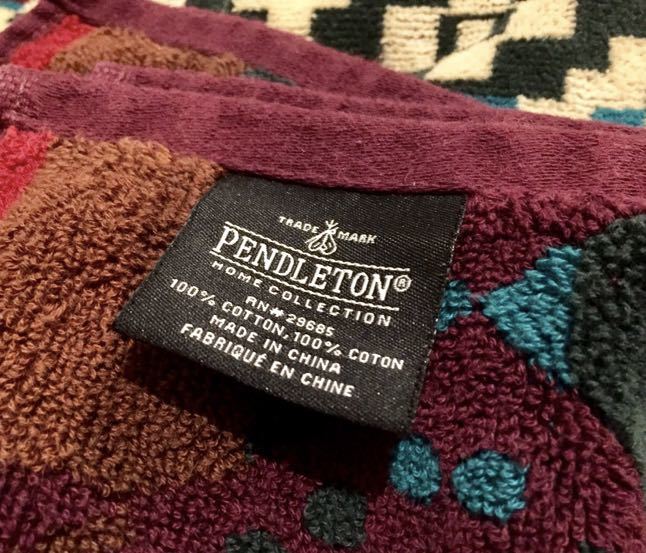 TRADE MARK
PENDLETON®
HOME COLLECTION
RN# 29685
100% COTTON, 100% COTON
MADE IN CHINA
FABRIQUÉ EN CHINE